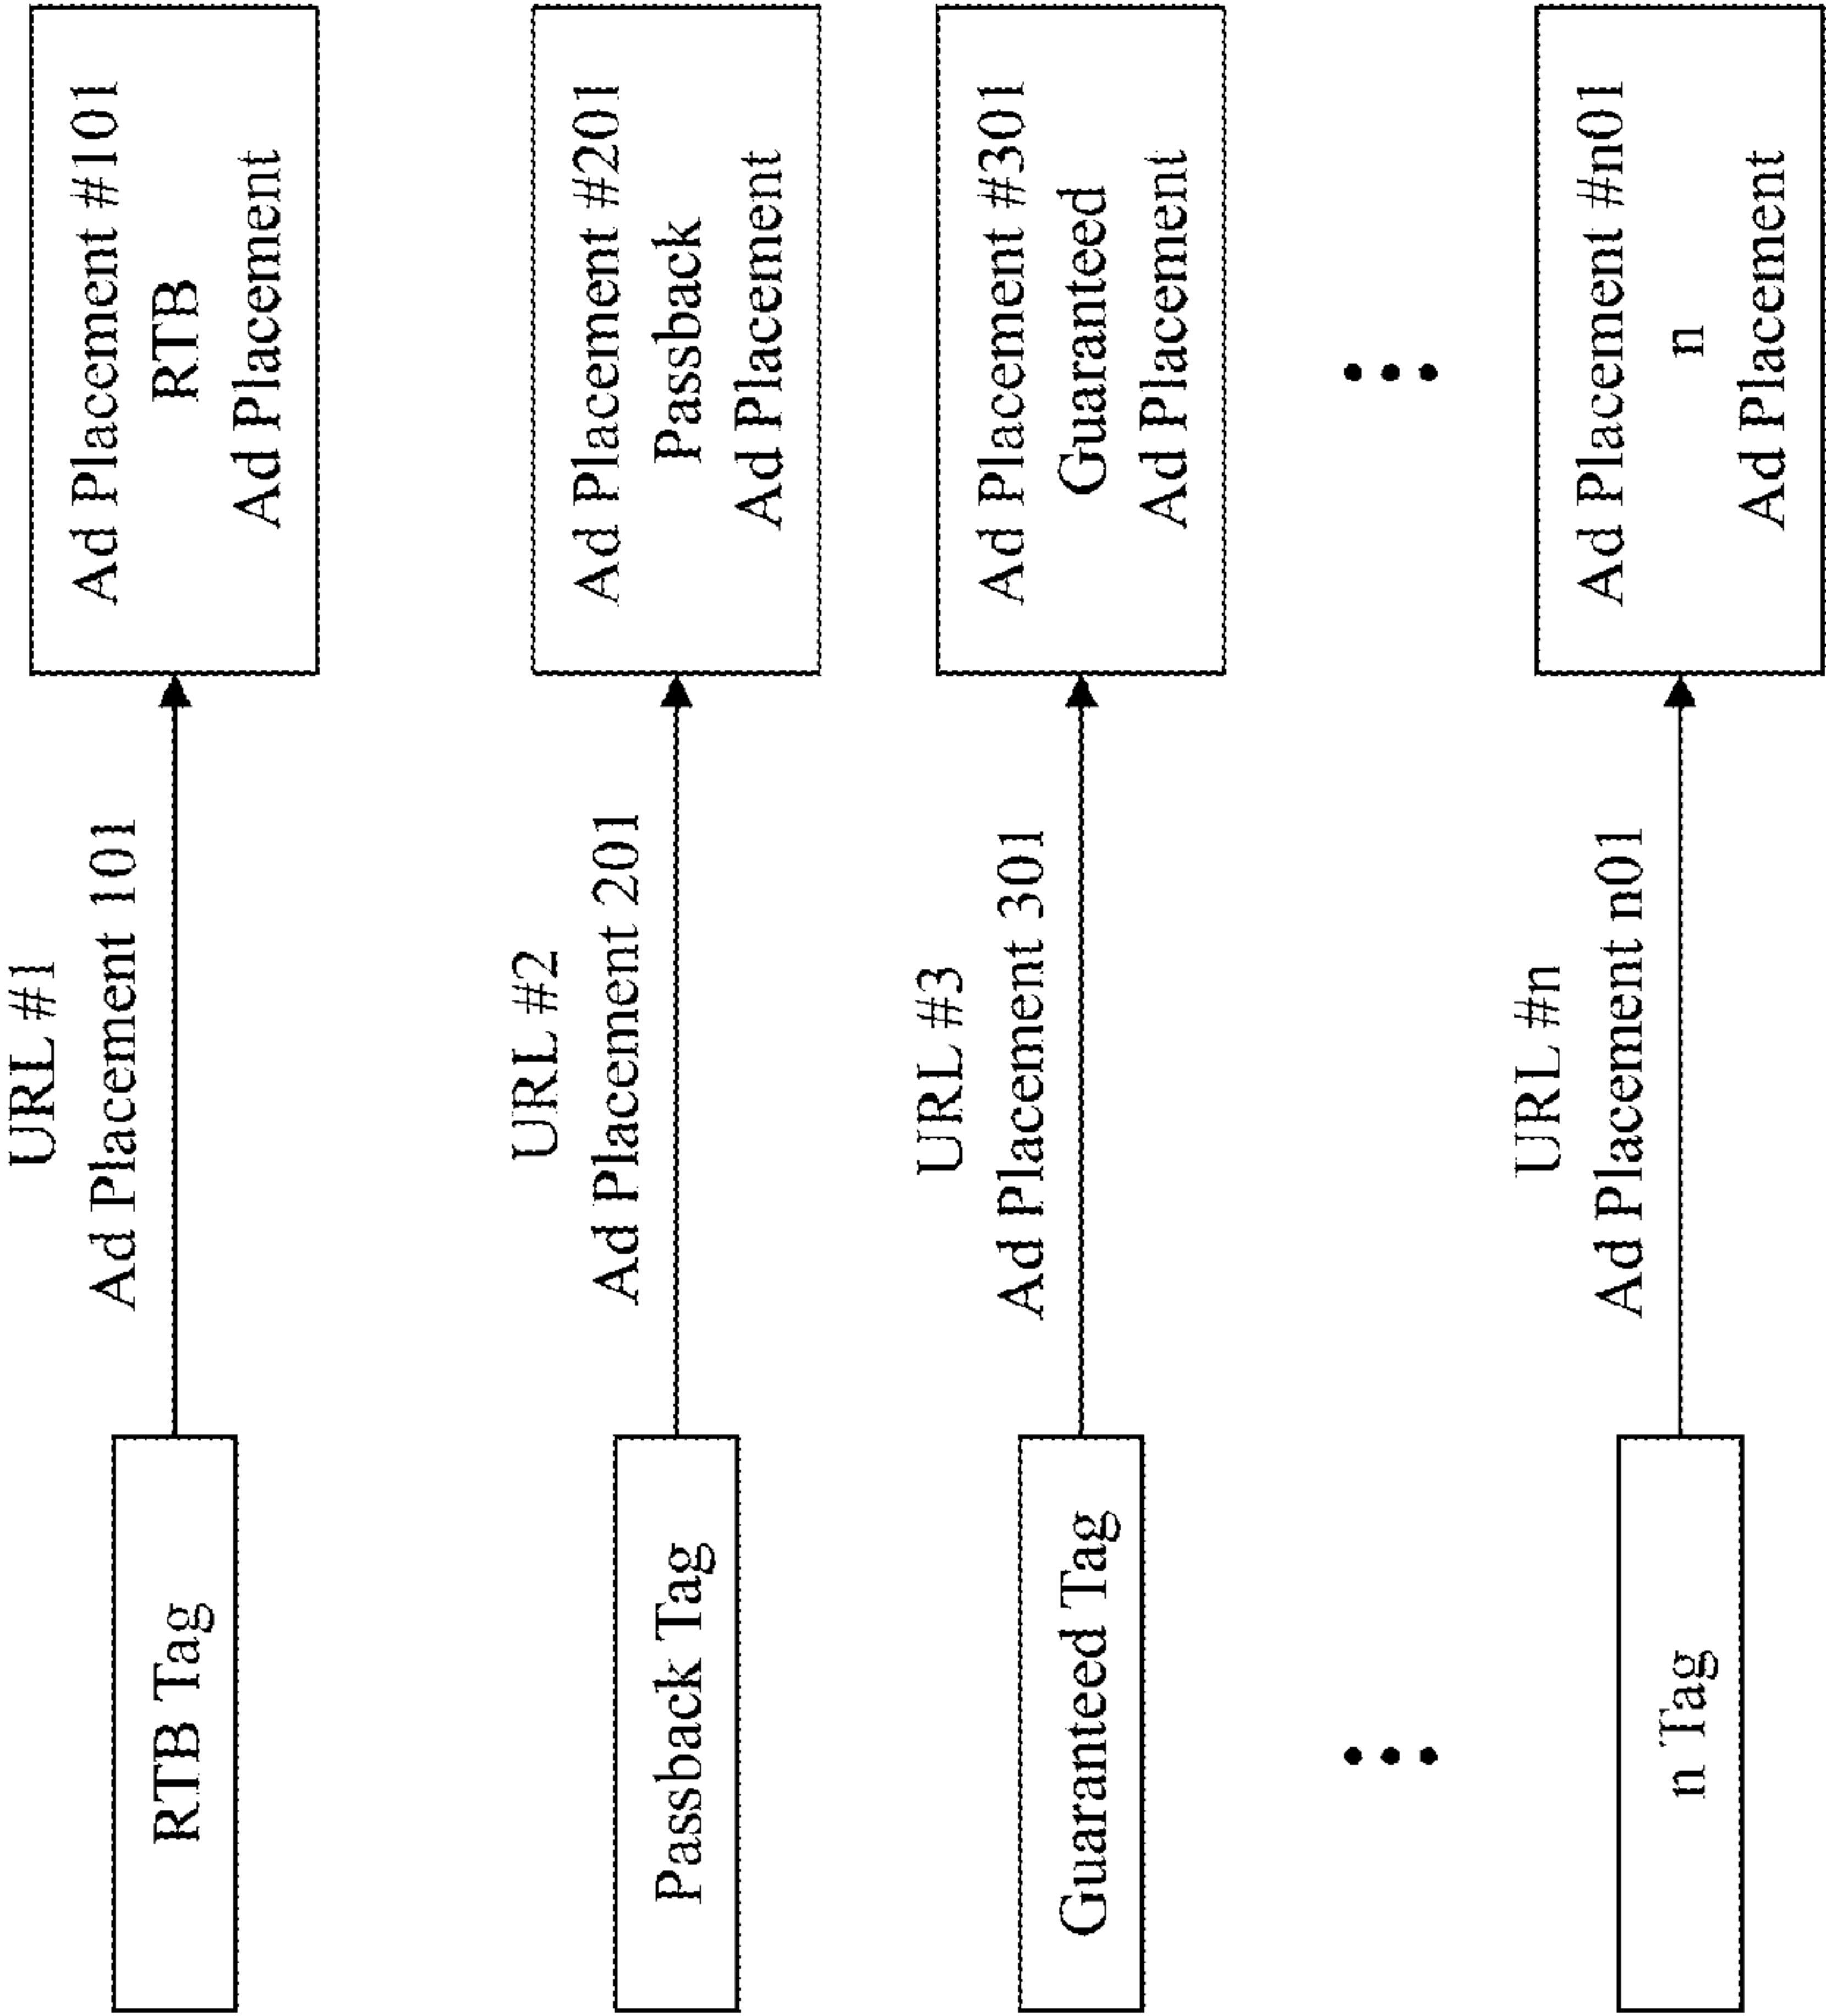 URL #1
Ad Placement 101
RTB Tag
Ad Placement #101
RTB
Ad Placement
URL #2
Ad Placement 201
Passback Tag
Ad Placement #201
Passback
Ad Placement
URL #3
Ad Placement 301
Guaranteed Tag
Ad Placement #301
Guaranteed
Ad Placement
URL #n
Ad Placement n01
n Tag
Ad Placement #n01
n
Ad Placement